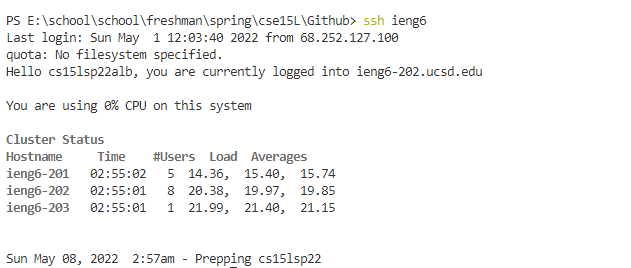 PS E:\school\school\freshman\spring\cse15L\Github> ssh ieng6
Last login: Sun May  1 12:03:40 2022 from 68.252.127.100
quota: No filesystem specified.
Hello cs15lsp22alb, you are currently logged into ieng6-202.ucsd.edu
You are using 0% CPU on this system
Cluster Status
Hostname     Time    #Users  Load  Averages
ieng6-201   02:55:02   5  14.36,  15.40,  15.74
ieng6-202   02:55:01   8  20.38,  19.97,  19.85
ieng6-203   02:55:01   1  21.99,  21.40,  21.15
Sun May 08, 2022  2:57am - Prepping cs15lsp22